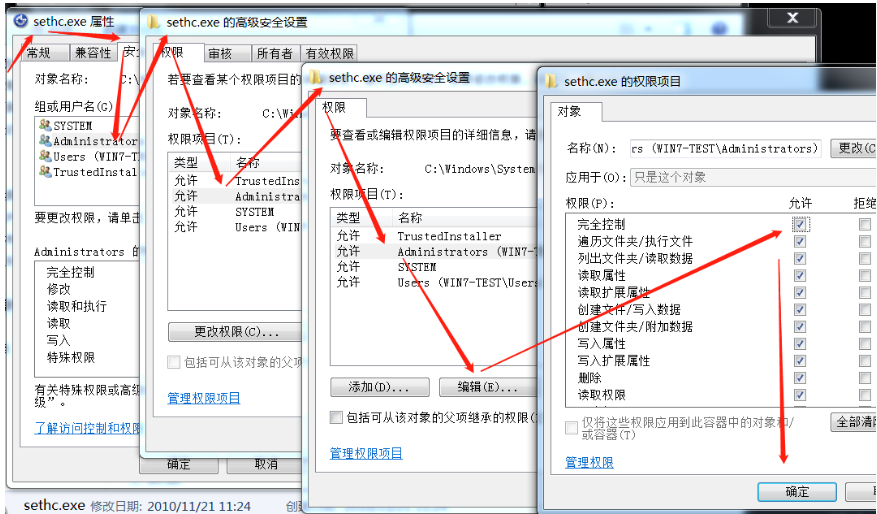 sethc.exe 属性
常规
兼容性
对象名称:
组或用户名(G)
SYSTEM
Administrator
Users (WIN7-T
TrustedInstal
要更改权限，请单击
Administrators 的
完全控制
修改
读取和执行
读取
写入
特殊权限
有关特殊权限或高级
级”。
了解访问控制和权限
确定
取消
sethc.exe 修改日期: 2010/11/21 11:24
sethc.exe 的高级安全设置
权限
审核
所有者
有效权限
若要查看某个权限项目的
对象名称: C:\Win
权限项目(T):
类型 名称
允许 TrustedIns
允许 Administra
允许 SYSTEM
允许 Users (WIN
更改权限(C)...
包括可从该对象的父项
管理权限项目
sethc.exe 的高级安全设置
权限
要查看或编辑权限项目的详细信息，请
对象名称: C:\Windows\System
权限项目(T):
类型 名称
允许 TrustedInstaller
允许 Administrators (WIN7-T
允许 SYSTEM
允许 Users (WIN7-TEST\Users
添加(D)...
编辑(E)...
包括可从该对象的父项继承的权限(
管理权限项目
sethc.exe 的权限项目
对象
名称(N): rs (WIN7-TEST\Administrators) 更改(C
应用于(O): 只是这个对象
权限(P): 允许 拒绝
完全控制
遍历文件夹/执行文件
列出文件夹/读取数据
读取属性
读取扩展属性
创建文件/写入数据
创建文件夹/附加数据
写入属性
写入扩展属性
删除
读取权限
仅将这些权限应用到此容器中的对象和/
或容器(T)
全部清除
管理权限
确定